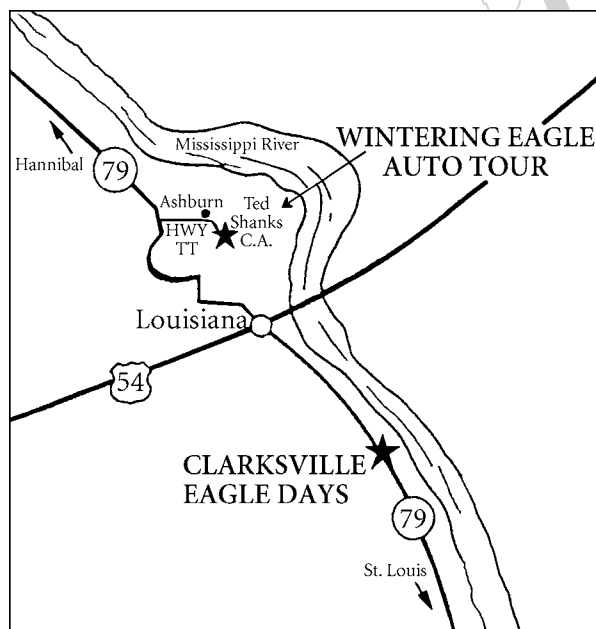 Mississippi River
WINTERING EAGLE
AUTO TOUR
Hannibal
79
Ashburn
Ted
Shanks
C.A.
HWY
TT
Louisiana
54
CLARKSVILLE
EAGLE DAYS
79
St. Louis